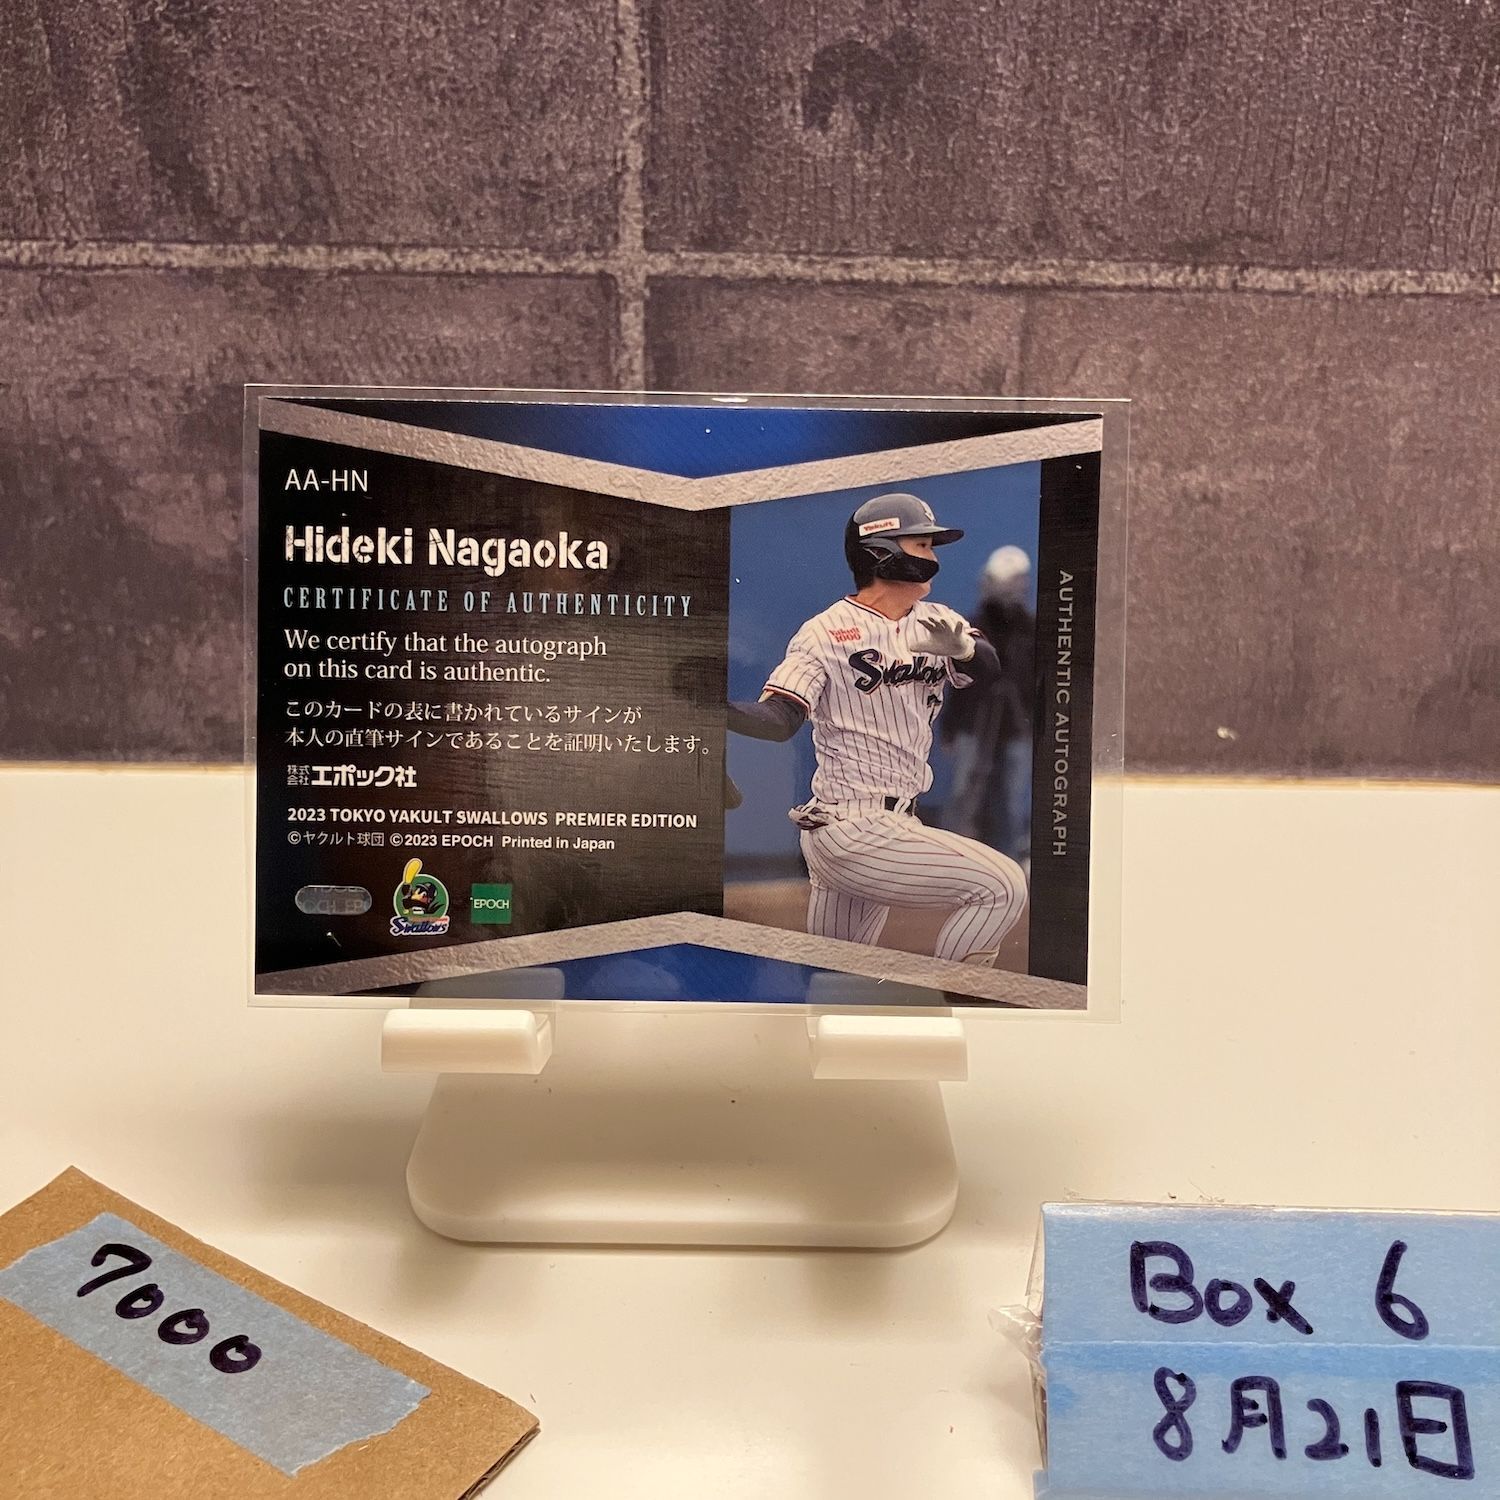 AA-HN
Hideki Nagaoka
CERTIFICATE OF AUTHENTICITY
We certify that the autograph
on this card is authentic.
このカードの表に書かれているサインが
本人の直筆サインであることを証明いたします。
株式会社エポック社
2023 TOKYO YAKULT SWALLOWS PREMIER EDITION
©ヤクルト球団 ©2023 EPOCH Printed in Japan
Swallows
EPOCH
Yakult
Yakult
1000
Swallows
AUTHENTIC AUTOGRAPH
7000
Box 6
8月21日